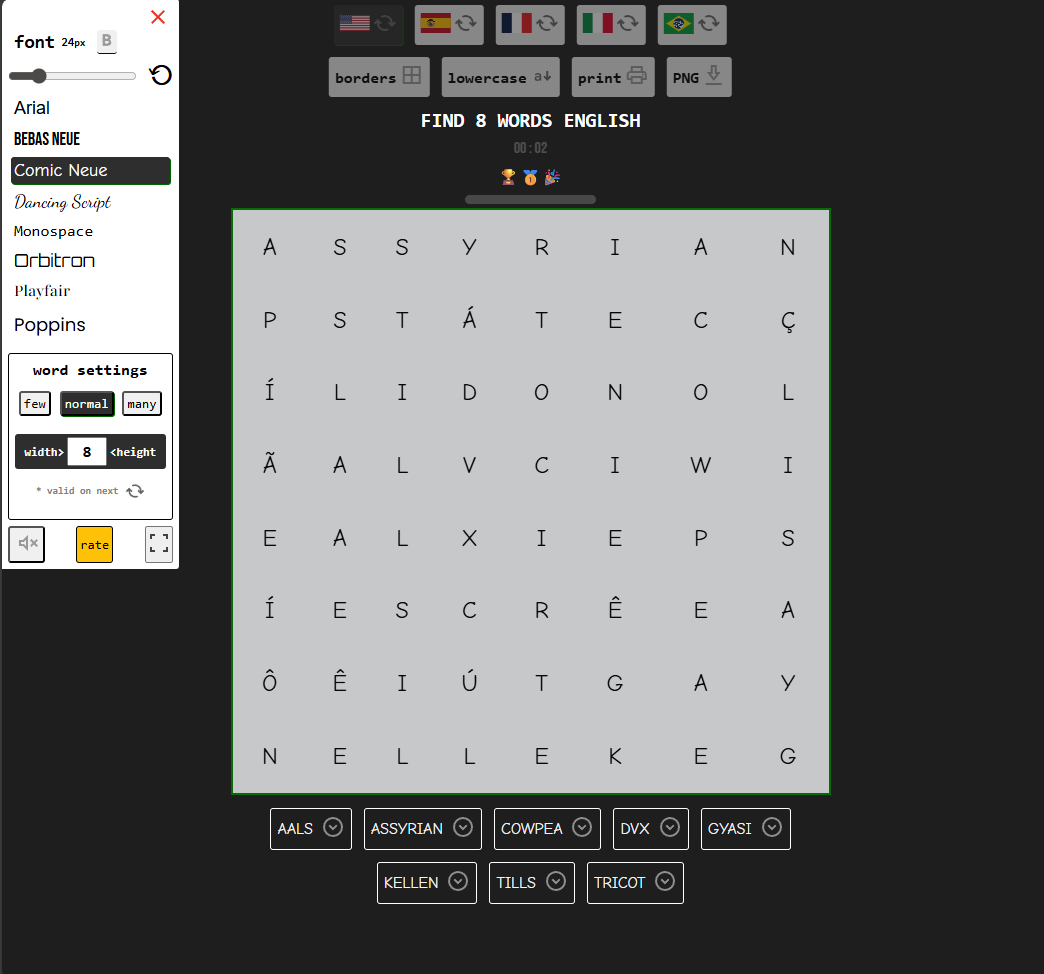 font 24px B
Arial
BEBAS NEUE
Comic Neue
Dancing Script
Monospace
Orbitron
Playfair
Poppins
word settings
few normal many
width> 8 <height
* valid on next
rate
borders lowercase a print PNG
FIND 8 WORDS ENGLISH
00:02
A S S Y R I A N
P S T Á T E C Ç
Í L I D O N O L
Ã A L V C I W I
E A L X I E P S
Í E S C R Ê E A
Ô Ê I Ú T G A Y
N E L L E K E G
AALS ASSYRIAN COWPEA DVX GYASI
KELLEN TILLS TRICOT